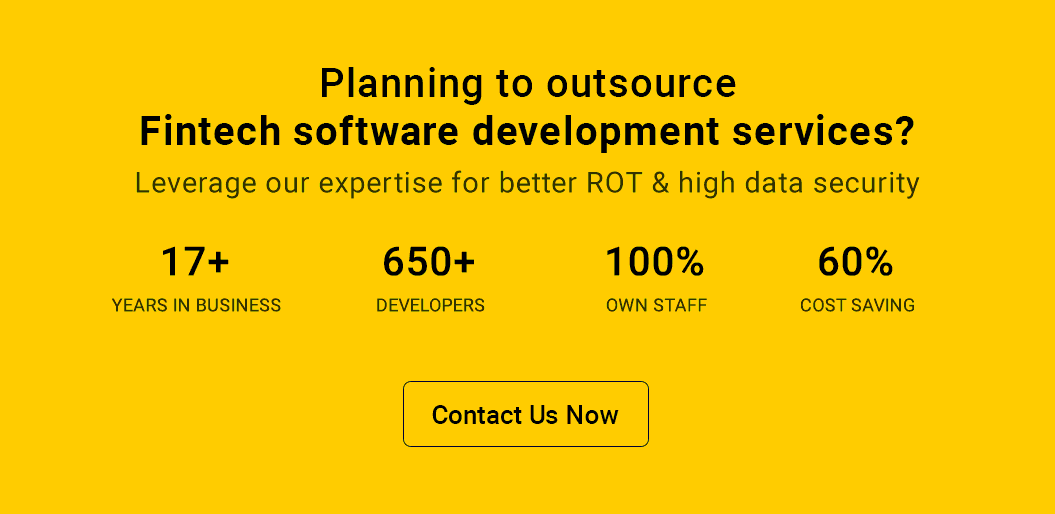 Planning to outsource
Fintech software development services?
Leverage our expertise for better ROT & high data security
17+ 650+ 100% 60%
YEARS IN BUSINESS DEVELOPERS OWN STAFF COST SAVING
Contact Us Now